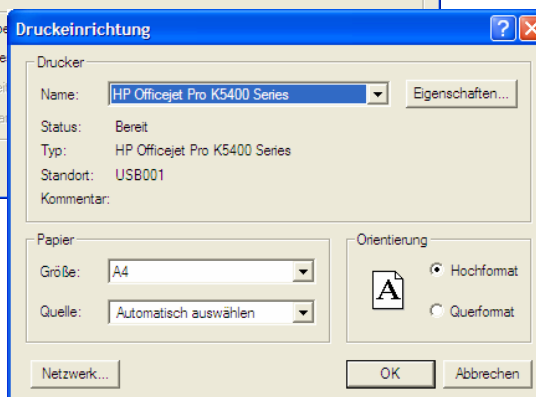 Druckeinrichtung
Drucker
Name: HP Officejet Pro K5400 Series Eigenschaften...
Status: Bereit
Typ: HP Officejet Pro K5400 Series
Standort: USB001
Kommentar:
Papier
Größe: A4
Quelle: Automatisch auswählen
Orientierung
A
Hochformat
Querformat
Netzwerk... OK Abbrechen